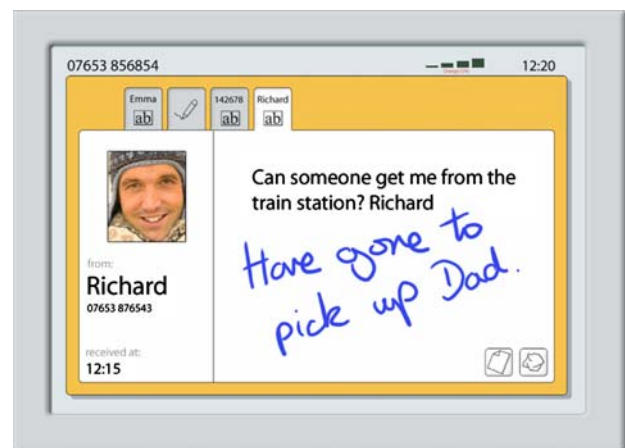 07653 856854
12:20
Emma
ab
142678
ab
Richard
ab
Can someone get me from the
train station? Richard
Have gone to
pick up Dad.
from:
Richard
07653 876543
received at:
12:15